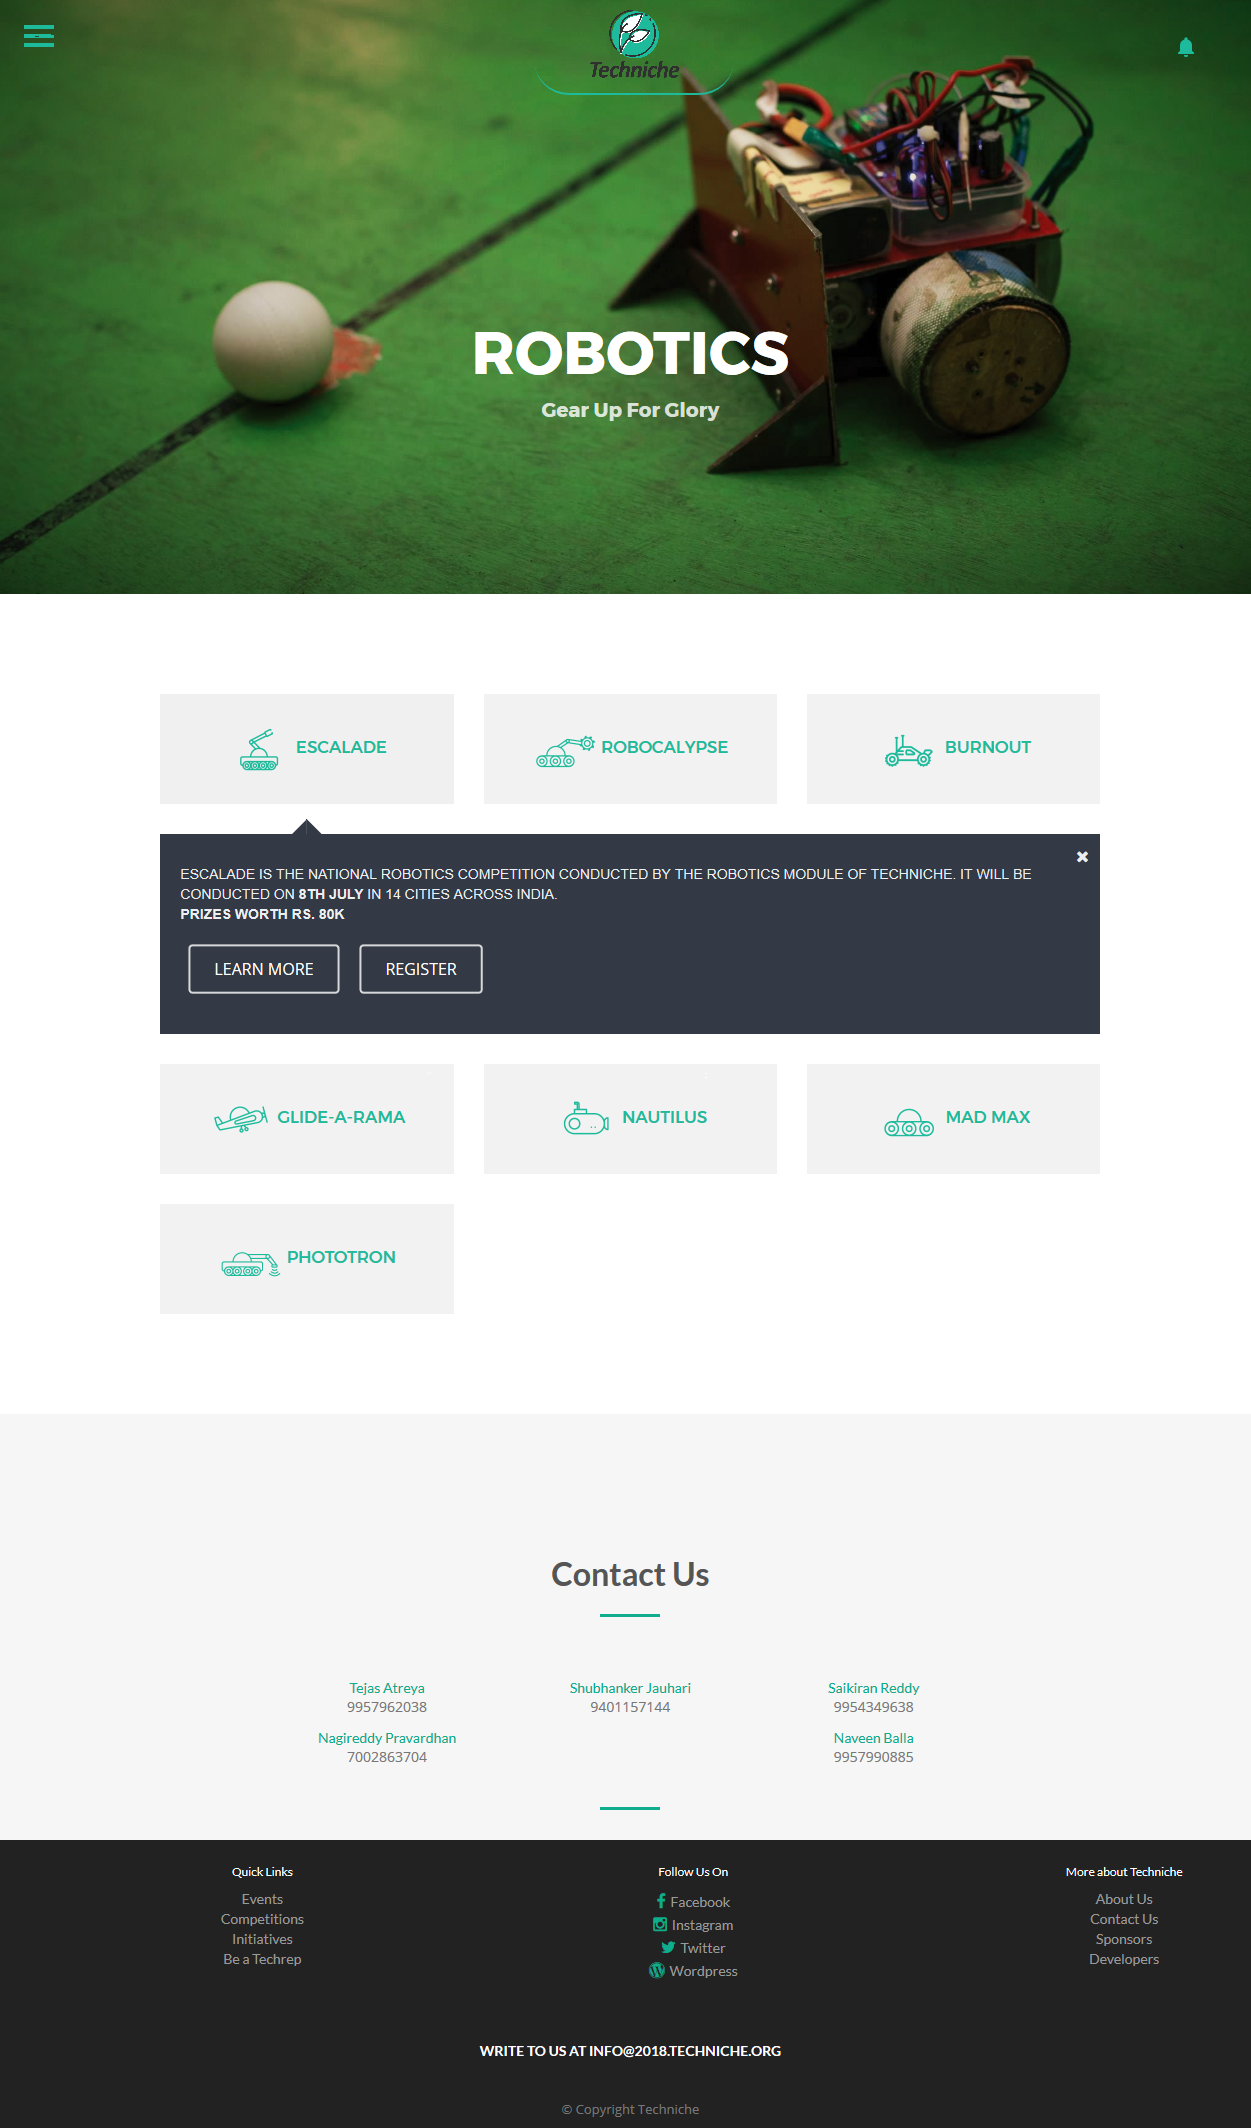 Techniche
ROBOTICS
Gear Up For Glory
ESCALADE
ROBOCALYPSE
BURNOUT
ESCALADE IS THE NATIONAL ROBOTICS COMPETITION CONDUCTED BY THE ROBOTICS MODULE OF TECHNICHE. IT WILL BE
CONDUCTED ON 8TH JULY IN 14 CITIES ACROSS INDIA.
PRIZES WORTH RS. 80K
LEARN MORE
REGISTER
GLIDE-A-RAMA
NAUTILUS
MAD MAX
PHOTOTRON
Contact Us
Tejas Atreya
9957962038
Shubhanker Jauhari
9401157144
Saikiran Reddy
9954349638
Nagireddy Pravardhan
7002863704
Naveen Balla
9957990885
Quick Links
Events
Competitions
Initiatives
Be a Techrep
Follow Us On
Facebook
Instagram
Twitter
Wordpress
More about Techniche
About Us
Contact Us
Sponsors
Developers
WRITE TO US AT INFO@2018.TECHNICHE.ORG
© Copyright Techniche